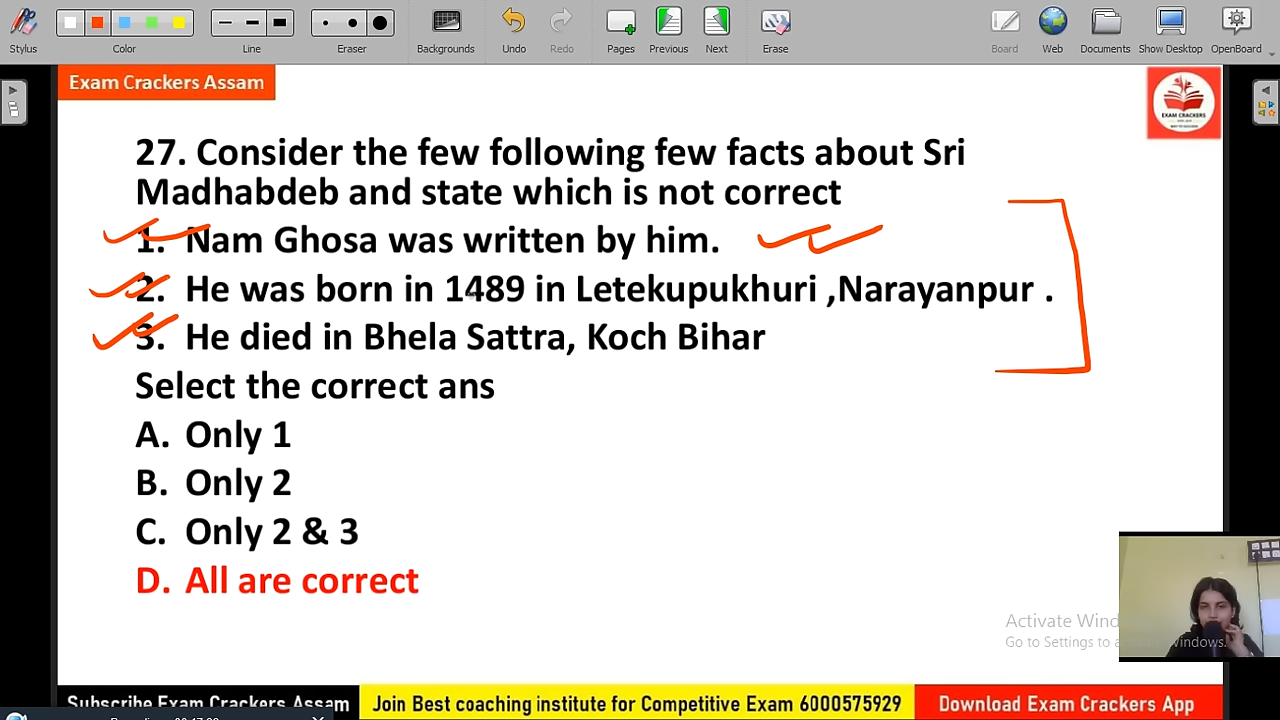 Stylus
Color
Line
Eraser
Backgrounds
Undo
Redo
Pages
Previous
Next
Erase
Board
Web
Documents
Show Desktop
OpenBoard
Exam Crackers Assam
EXAM CRACKERS
27. Consider the few following few facts about Sri
Madhabdeb and state which is not correct
1. Nam Ghosa was written by him.
2. He was born in 1489 in Letekupukhuri ,Narayanpur .
3. He died in Bhela Sattra, Koch Bihar
Select the correct ans
A. Only 1
B. Only 2
C. Only 2 & 3
D. All are correct
Activate Wind
Go to Settings to a Windows.
Subscribe Exam Crackers Assam
Join Best coaching institute for Competitive Exam 6000575929
Download Exam Crackers App